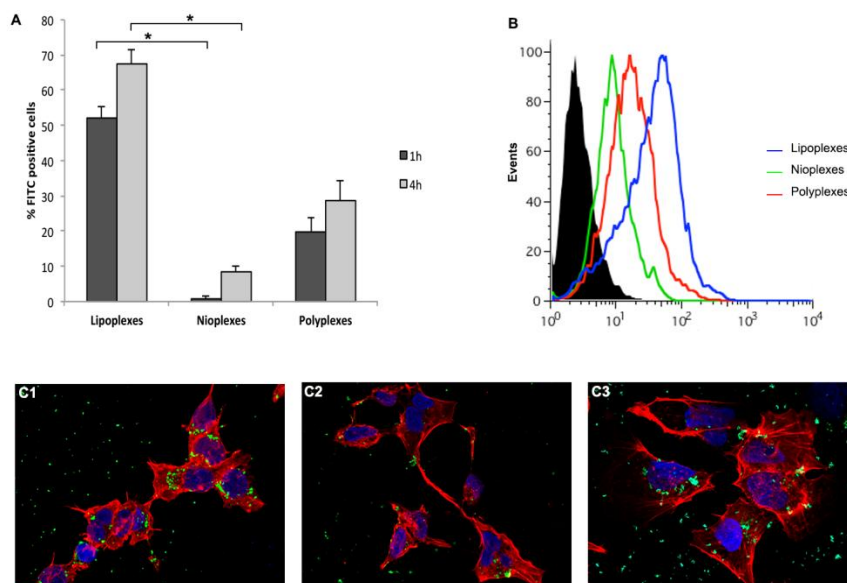 A
*
*
% FITC positive cells
80
70
60
50
40
30
20
10
0
1h
4h
Lipoplexes
Nioplexes
Polyplexes
B
Events
100
80
60
40
20
0
10⁰
10¹
10²
10³
10⁴
Lipoplexes
Nioplexes
Polyplexes
C1
C2
C3